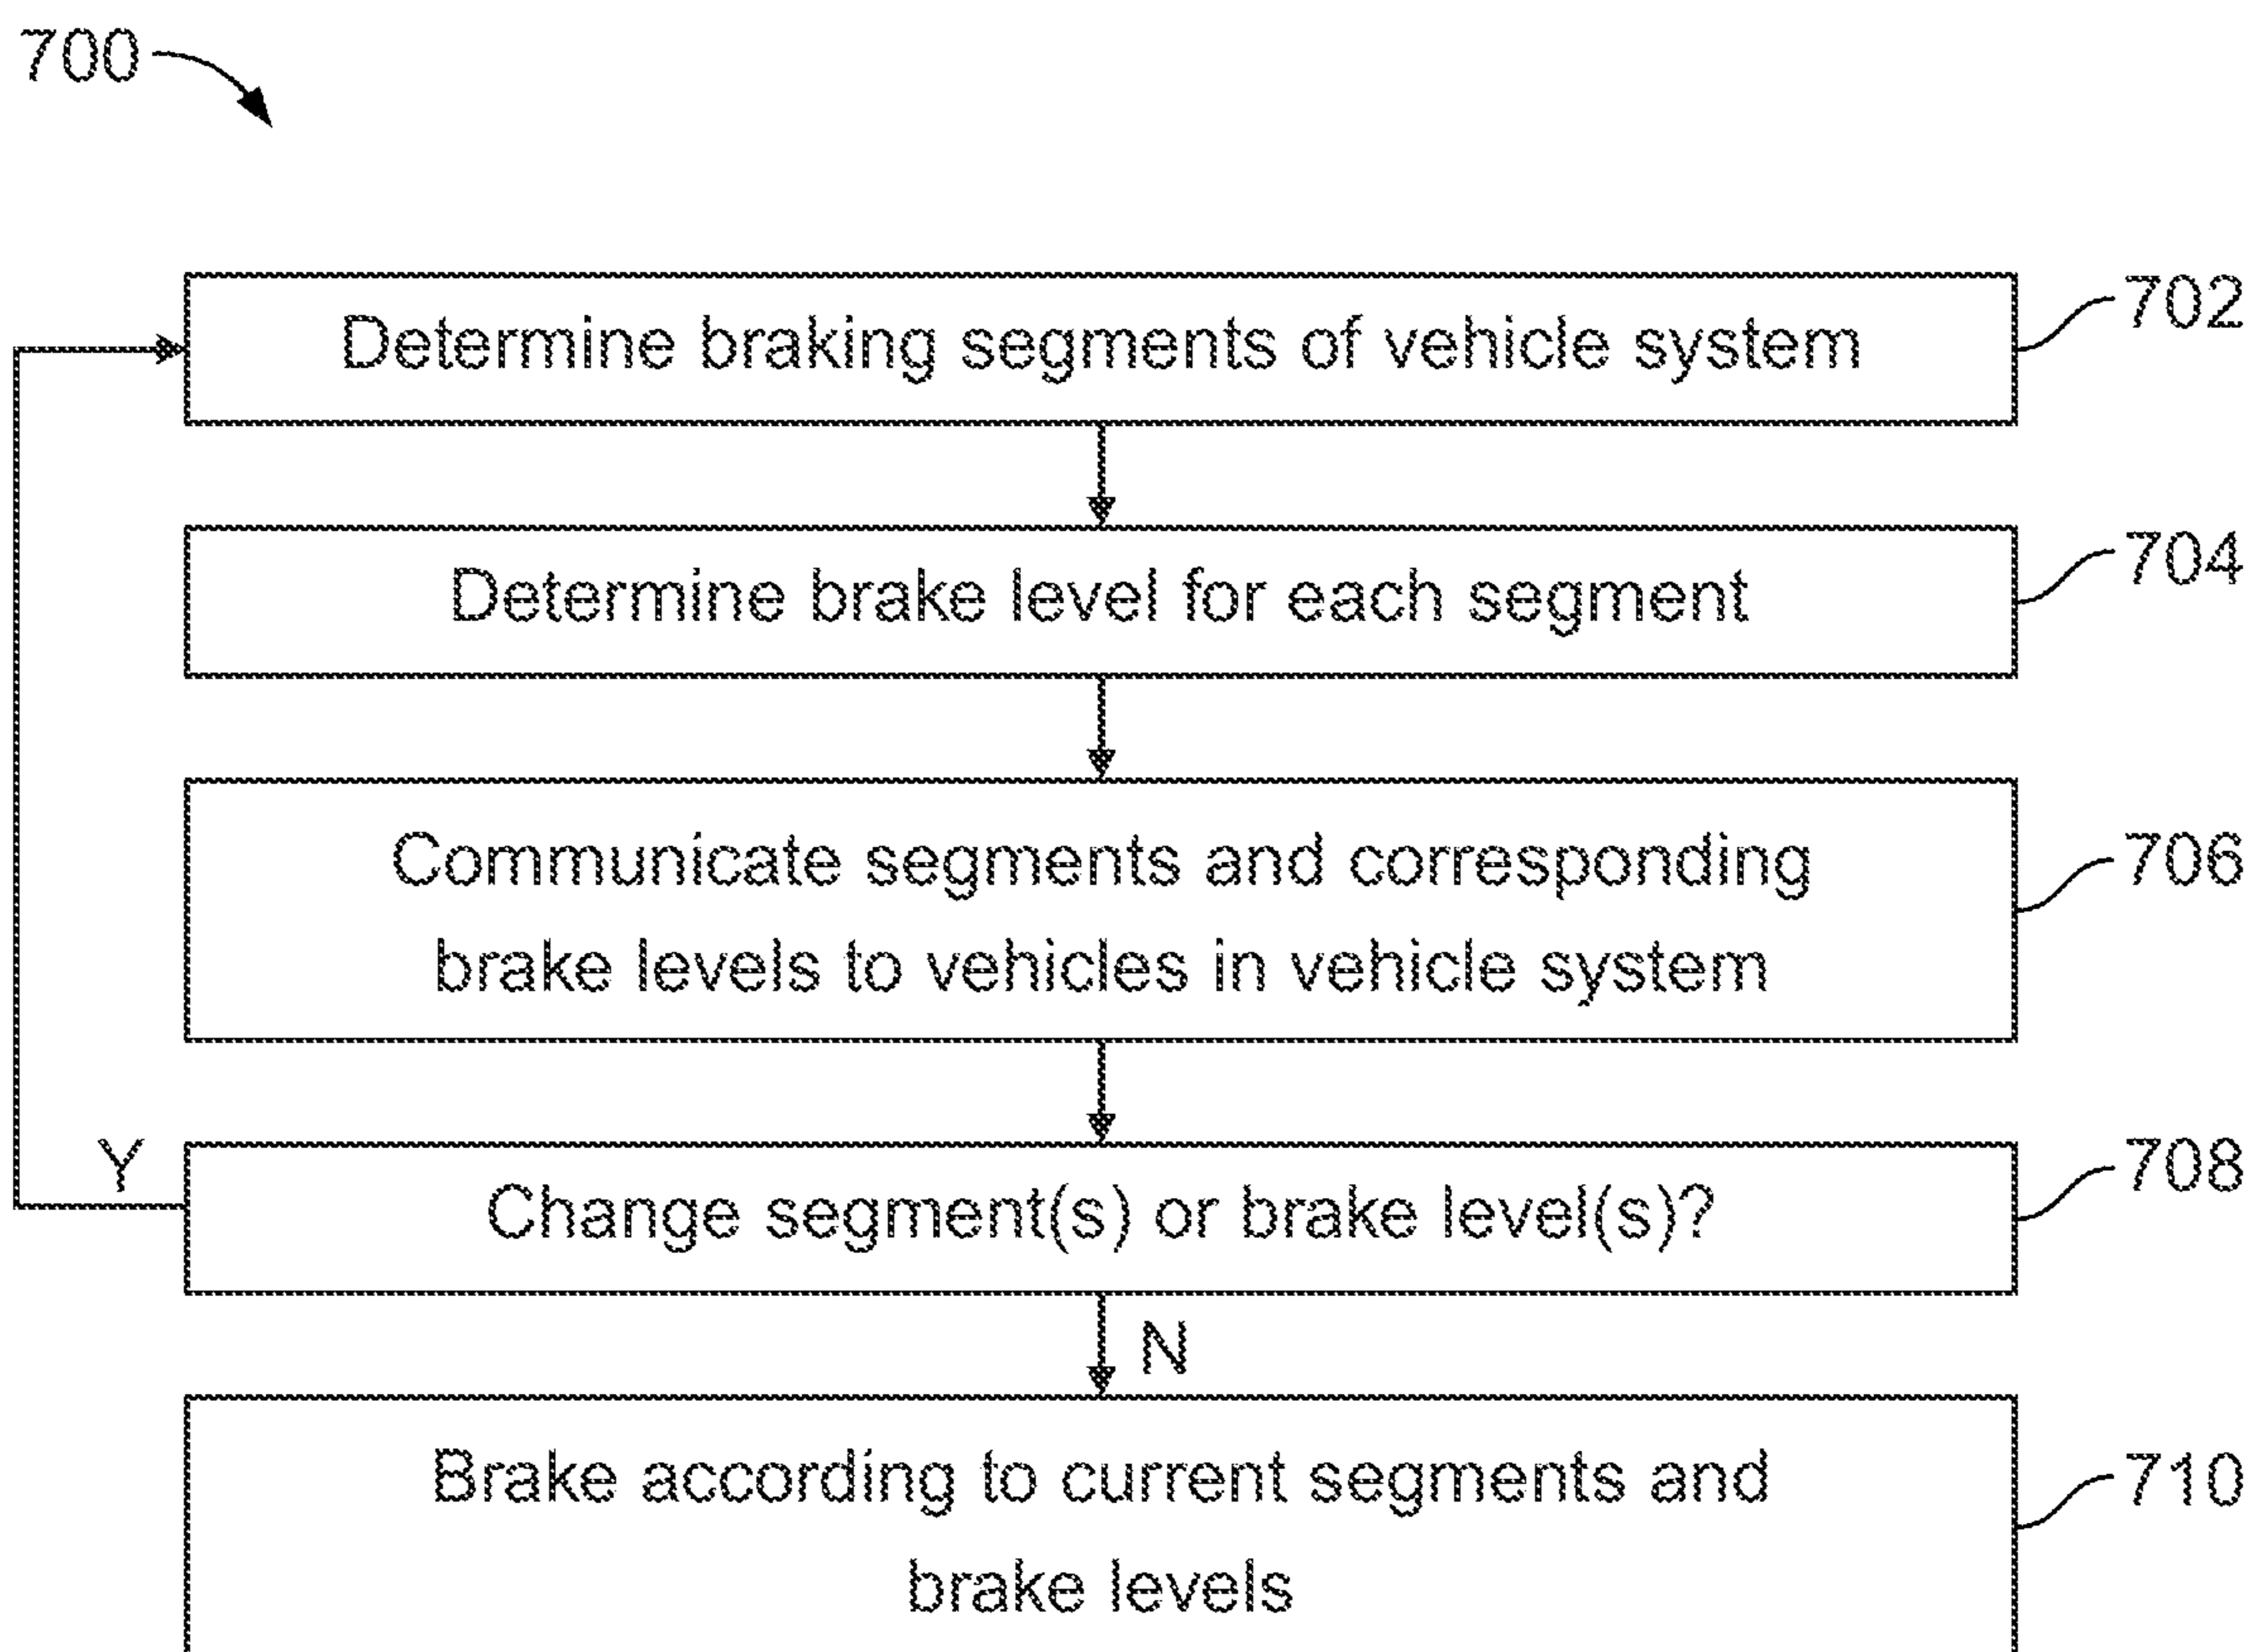 700
Determine braking segments of vehicle system
702
Determine brake level for each segment
704
Communicate segments and corresponding
brake levels to vehicles in vehicle system
706
Y
Change segment(s) or brake level(s)?
708
N
Brake according to current segments and
brake levels
710